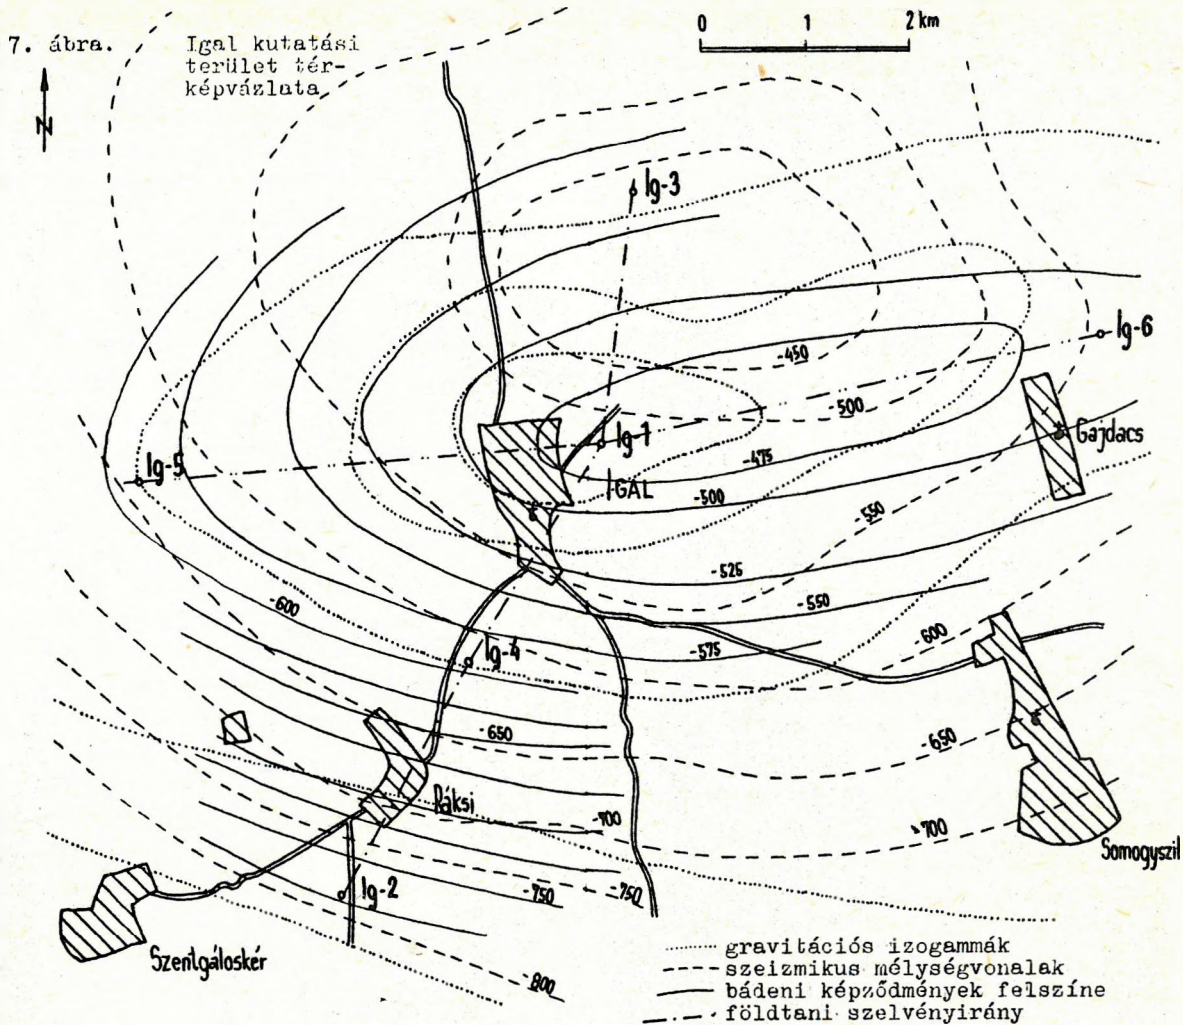 7. ábra.
Igal kutatási
terület tér-
képvázlata
N
0 1 2 km
Ig-3
Ig-6
-450
-500
Gajdacs
Ig-1
-475
Ig-5
IGAL
-500
-550
-525
-600
-550
-600
-575
Ig-4
-650
-650
Ráksi
-700
-700
Somogyszil
Ig-2
-750
-750
Szentgáloskér
-800
gravitációs izogammák
szeizmikus mélységvonalak
bádeni képződmények felszíne
földtani szelvényirány